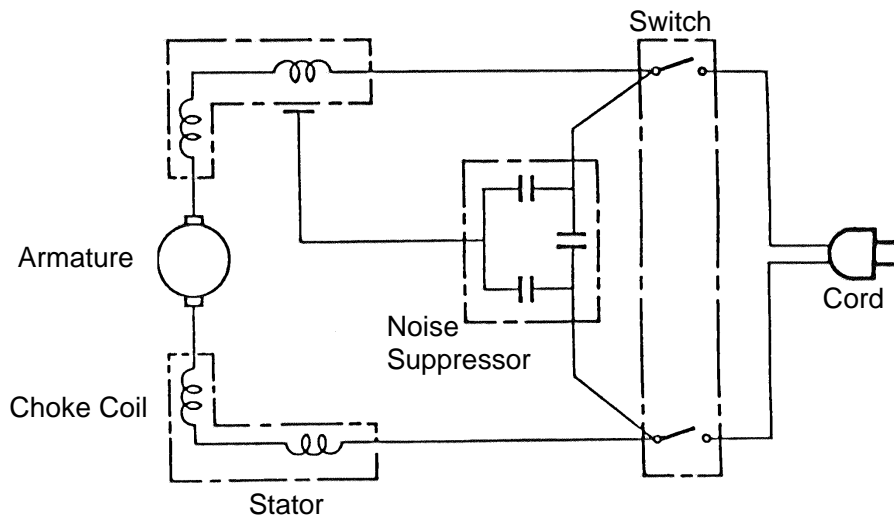 Switch
Armature
Cord
Noise
Suppressor
Choke Coil
Stator